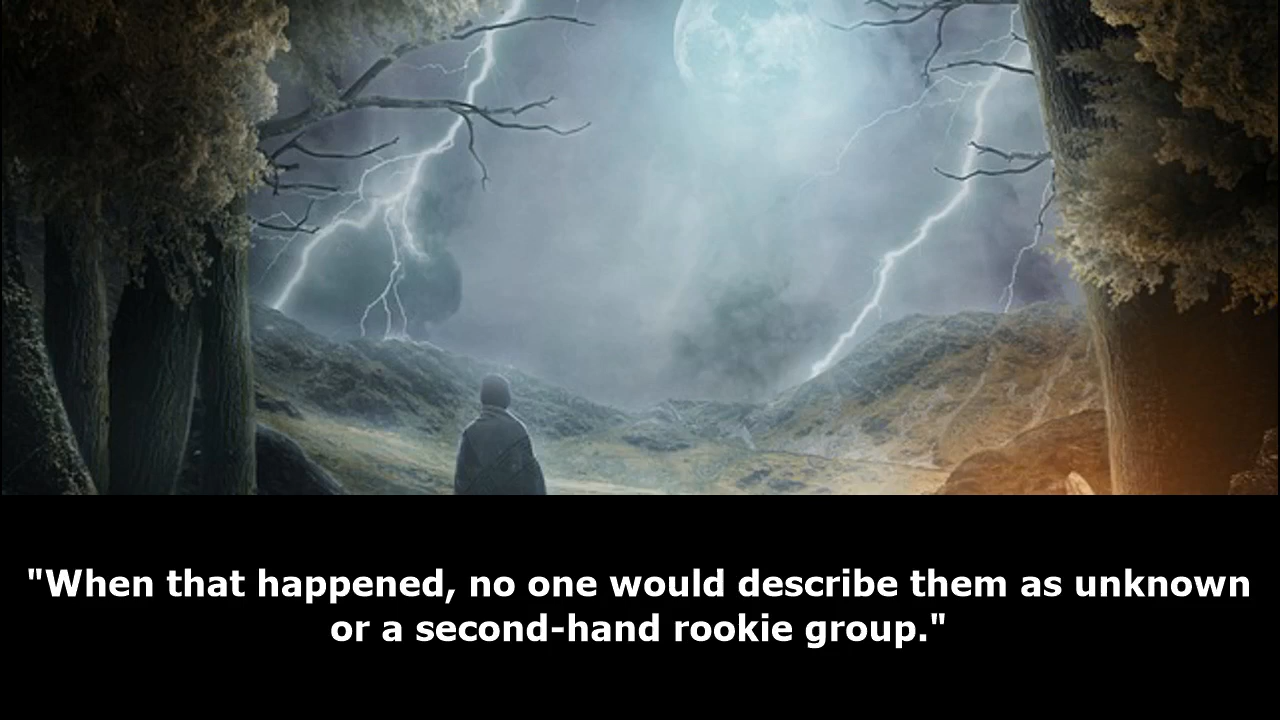 "When that happened, no one would describe them as unknown
or a second-hand rookie group."